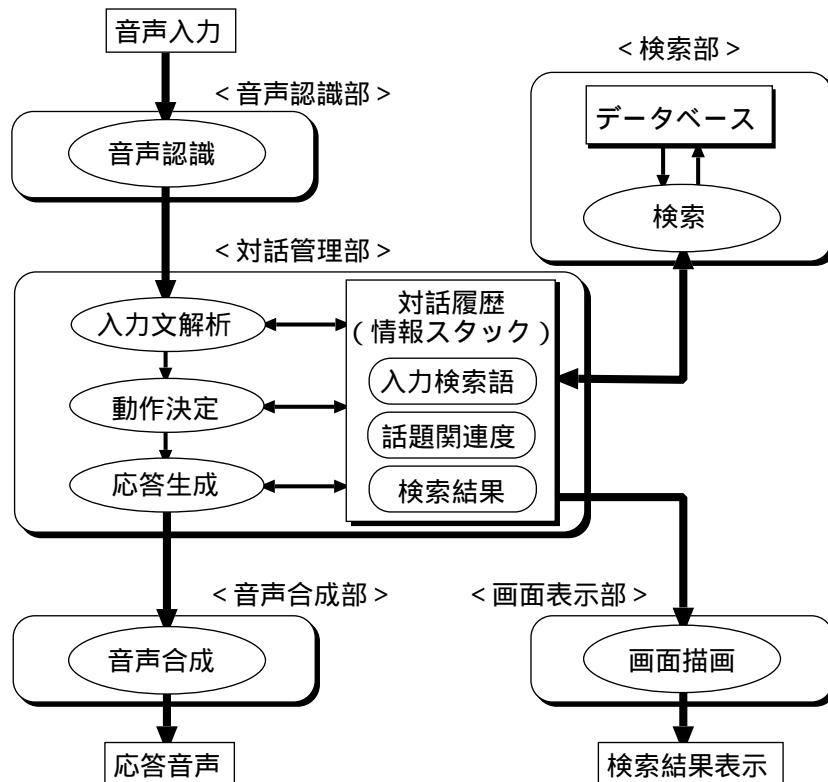 音声入力
<音声認識部>
音声認識
<検索部>
データベース
検索
<対話管理部>
入力文解析
動作決定
応答生成
対話履歴
(情報スタック)
入力検索語
話題関連度
検索結果
<音声合成部>
音声合成
応答音声
<画面表示部>
画面描画
検索結果表示